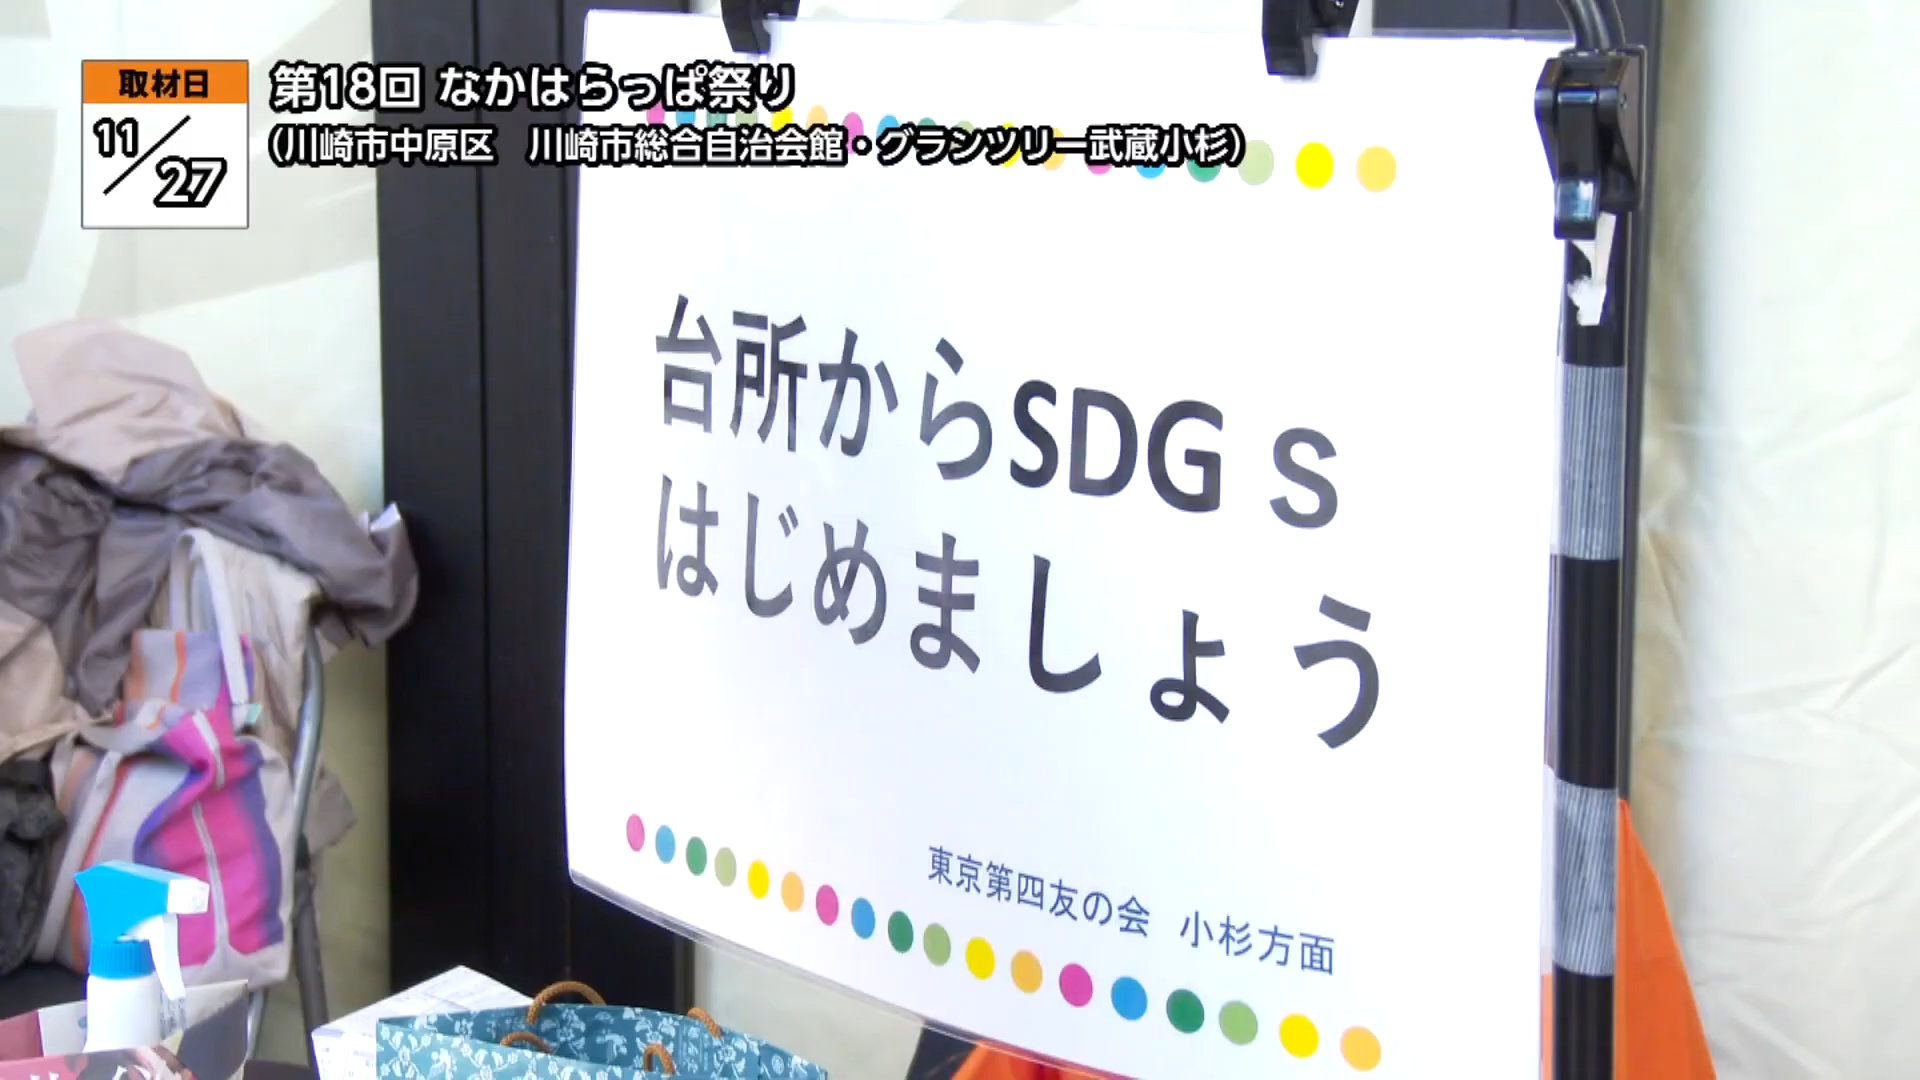 取材日
11/27
第18回 なかはらっぱ祭り
(川崎市中原区　川崎市総合自治会館・グランツリー武蔵小杉)
台所からSDG S
はじめましょう
東京第四友の会　小杉方面